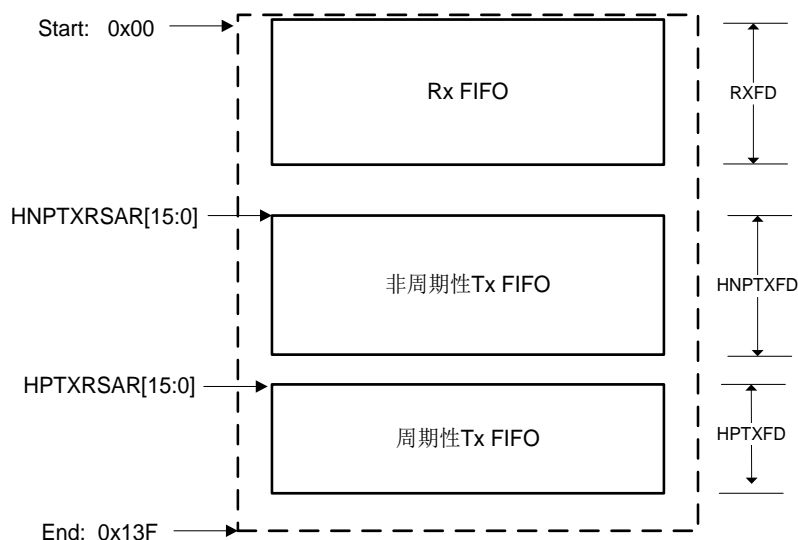 Start: 0x00
Rx FIFO
RXFD
HNPTXRSAR[15:0]
非周期性Tx FIFO
HNPTXFD
HPTXRSAR[15:0]
周期性Tx FIFO
HPTXFD
End: 0x13F